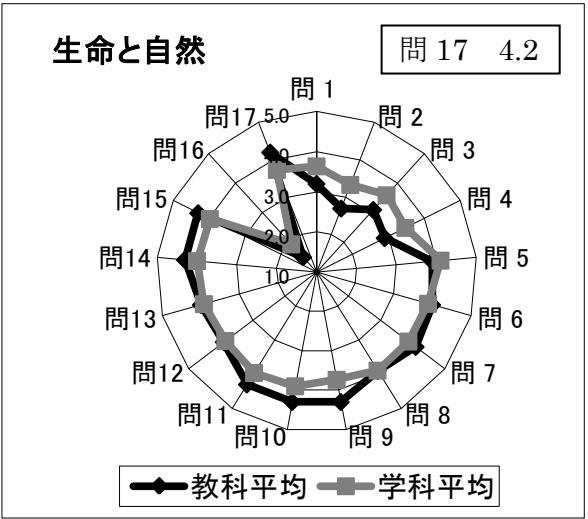 生命と自然
問 17　4.2
問 1
問 2
問 3
問 4
問 5
問 6
問 7
問 8
問 9
問10
問11
問12
問13
問14
問15
問16
問17
5.0
4.0
3.0
2.0
1.0
教科平均
学科平均